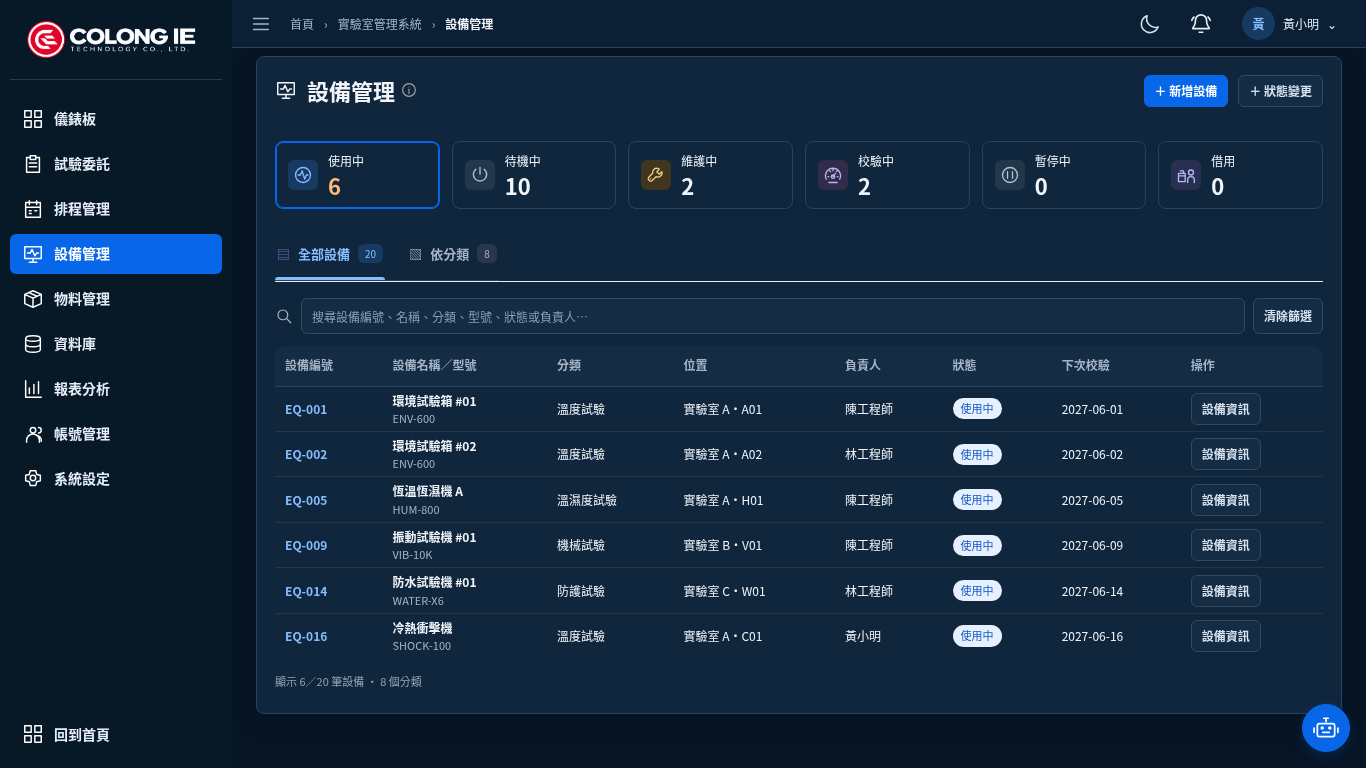 COLONG IE
TECHNOLOGY CO., LTD.
首頁 › 實驗室管理系統 › 設備管理
黃 黃小明
儀錶板
試驗委託
排程管理
設備管理
物料管理
資料庫
報表分析
帳號管理
系統設定
回到首頁
設備管理
+ 新增設備
+ 狀態變更
使用中
6
待機中
10
維護中
2
校驗中
2
暫停中
0
借用
0
全部設備 20
依分類 8
搜尋設備編號、名稱、分類、型號、狀態或負責人…
清除篩選
設備編號 設備名稱／型號 分類 位置 負責人 狀態 下次校驗 操作
EQ-001 環境試驗箱 #01 溫度試驗 實驗室 A・A01 陳工程師 使用中 2027-06-01 設備資訊
ENV-600
EQ-002 環境試驗箱 #02 溫度試驗 實驗室 A・A02 林工程師 使用中 2027-06-02 設備資訊
ENV-600
EQ-005 恆溫恆濕機 A 溫濕度試驗 實驗室 A・H01 陳工程師 使用中 2027-06-05 設備資訊
HUM-800
EQ-009 振動試驗機 #01 機械試驗 實驗室 B・V01 陳工程師 使用中 2027-06-09 設備資訊
VIB-10K
EQ-014 防水試驗機 #01 防護試驗 實驗室 C・W01 林工程師 使用中 2027-06-14 設備資訊
WATER-X6
EQ-016 冷熱衝擊機 溫度試驗 實驗室 A・C01 黃小明 使用中 2027-06-16 設備資訊
SHOCK-100
顯示 6／20 筆設備 ・ 8 個分類